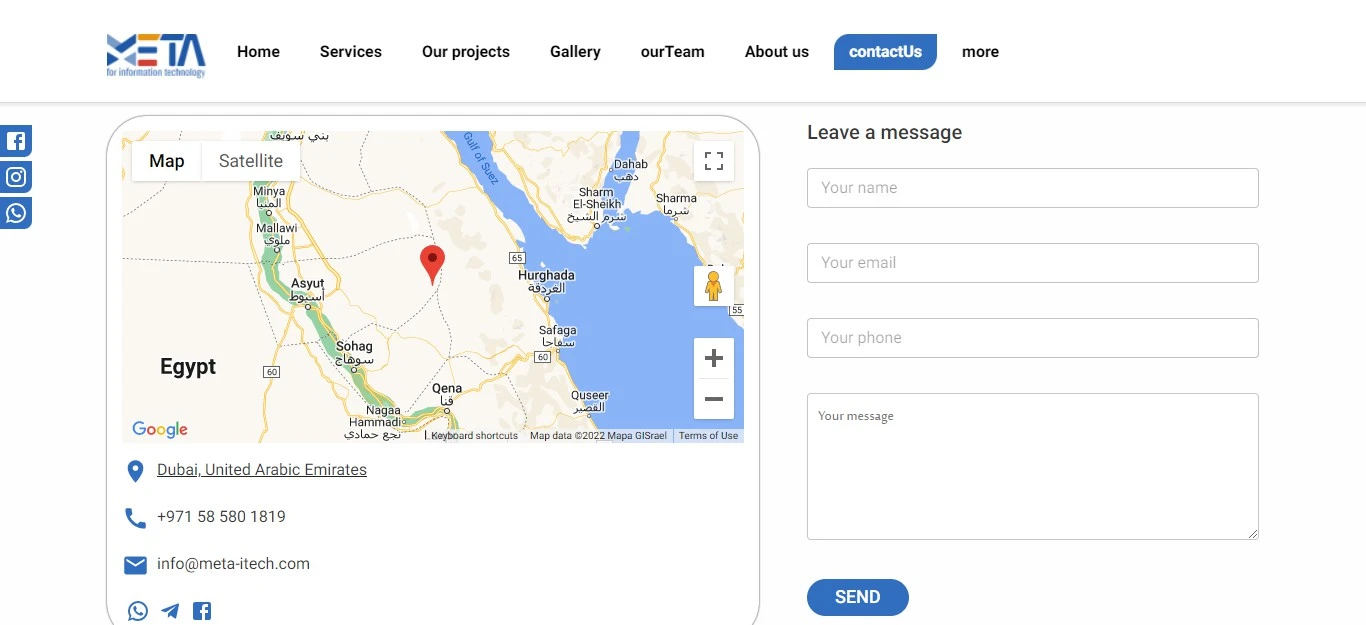 META
for information technology
Home
Services
Our projects
Gallery
ourTeam
About us
contactUs
more
Map
Satellite
بني سويف
Gulf of Suez
Minya
المنيا
Mallawi
ملوي
Asyut
أسيوط
Sohag
سوهاج
Egypt
60
Nagaa
Hammadi
نجع حمادي
Qena
قنا
65
Hurghada
الغردقة
Safaga
سفاجا
60
Quseer
القصير
Dahab
دهب
Sharm
El-Sheikh
شرم الشيخ
Sharma
شرما
55
Google
Keyboard shortcuts
Map data ©2022 Mapa GISrael
Terms of Use
Dubai, United Arabic Emirates
+971 58 580 1819
info@meta-itech.com
Leave a message
Your name
Your email
Your phone
Your message
SEND